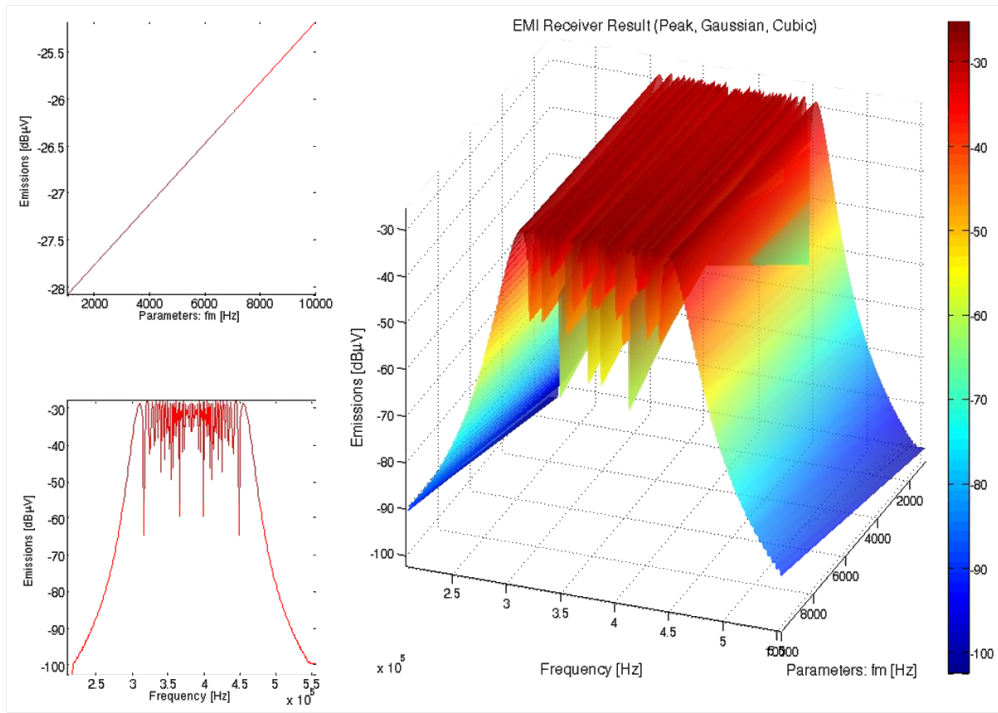 -25.5
-26
-26.5
-27
-27.5
-28
Emissions [dBµV]
2000 4000 6000 8000 10000
Parameters: fm [Hz]
-30
-40
-50
-60
-70
-80
-90
-100
Emissions [dBµV]
2.5 3 3.5 4 4.5 5 5.5
Frequency [Hz]
x 10^5
EMI Receiver Result (Peak, Gaussian, Cubic)
-30
-40
-50
-60
-70
-80
-90
-100
Emissions [dBµV]
2.5 3 3.5 4 4.5 5
x 10^5
Frequency [Hz]
2000
4000
6000
8000
Parameters: fm [Hz]
-30
-40
-50
-60
-70
-80
-90
-100